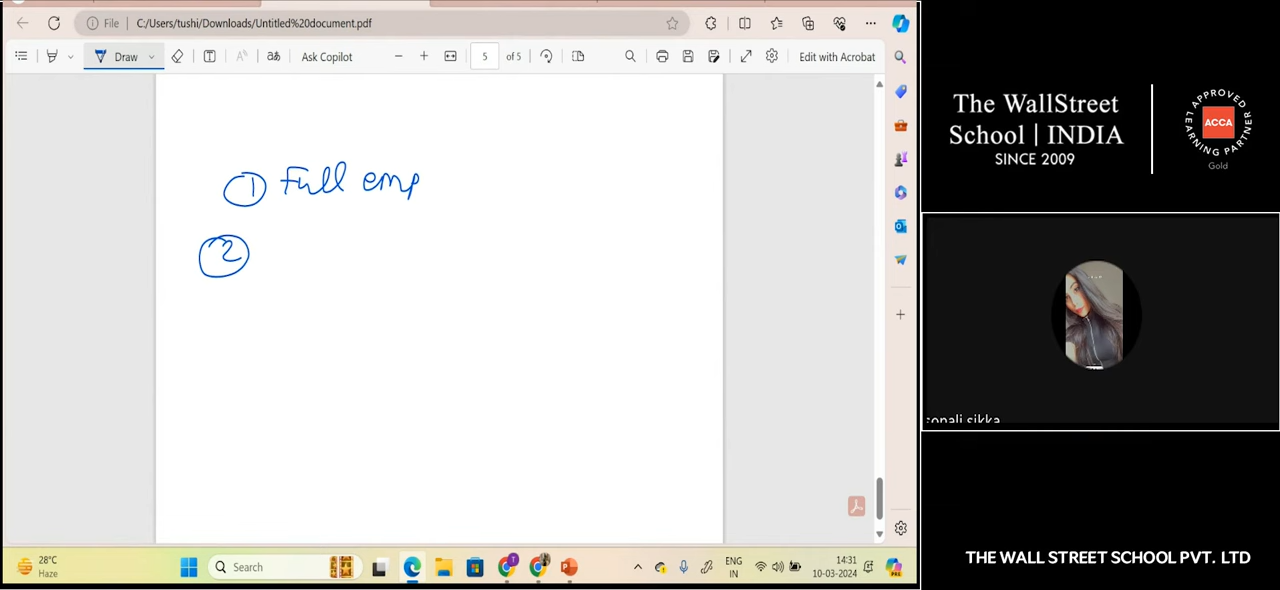 File C:/Users/tushi/Downloads/Untitled%20document.pdf
Draw Ask Copilot 5 of 5 Edit with Acrobat
① Full emp
②
The WallStreet
School | INDIA
SINCE 2009
APPROVED
LEARNING PARTNER
ACCA
Gold
sonali sikka
THE WALL STREET SCHOOL PVT. LTD
28°C
Haze
Search
ENG
IN
14:31
10-03-2024